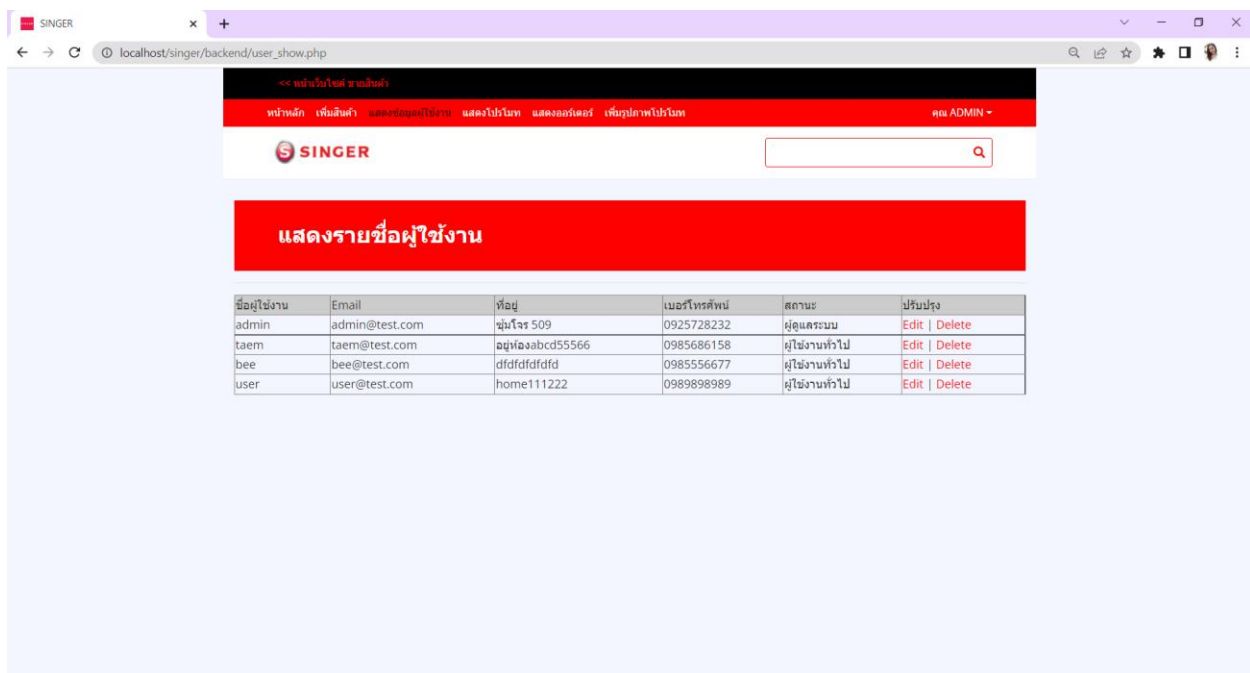 SINGER
localhost/singer/backend/user_show.php
<< หน้าเว็บไซค์ ขายสินค้า
หน้าหลัก เพิ่มสินค้า แสดงข้อมูลผู้ใช้งาน แสดงโปรโมท แสดงออร์เดอร์ เพิ่มรูปภาพโปรโมท คุณ ADMIN
SINGER
แสดงรายชื่อผู้ใช้งาน
ชื่อผู้ใช้งาน Email ที่อยู่ เบอร์โทรศัพท์ สถานะ ปรับปรุง
admin admin@test.com ซุ่มโจร 509 0925728232 ผู้ดูแลระบบ Edit | Delete
taem taem@test.com อยู่ห้องabcd55566 0985686158 ผู้ใช้งานทั่วไป Edit | Delete
bee bee@test.com dfdfdfdfdfd 0985556677 ผู้ใช้งานทั่วไป Edit | Delete
user user@test.com home111222 0989898989 ผู้ใช้งานทั่วไป Edit | Delete